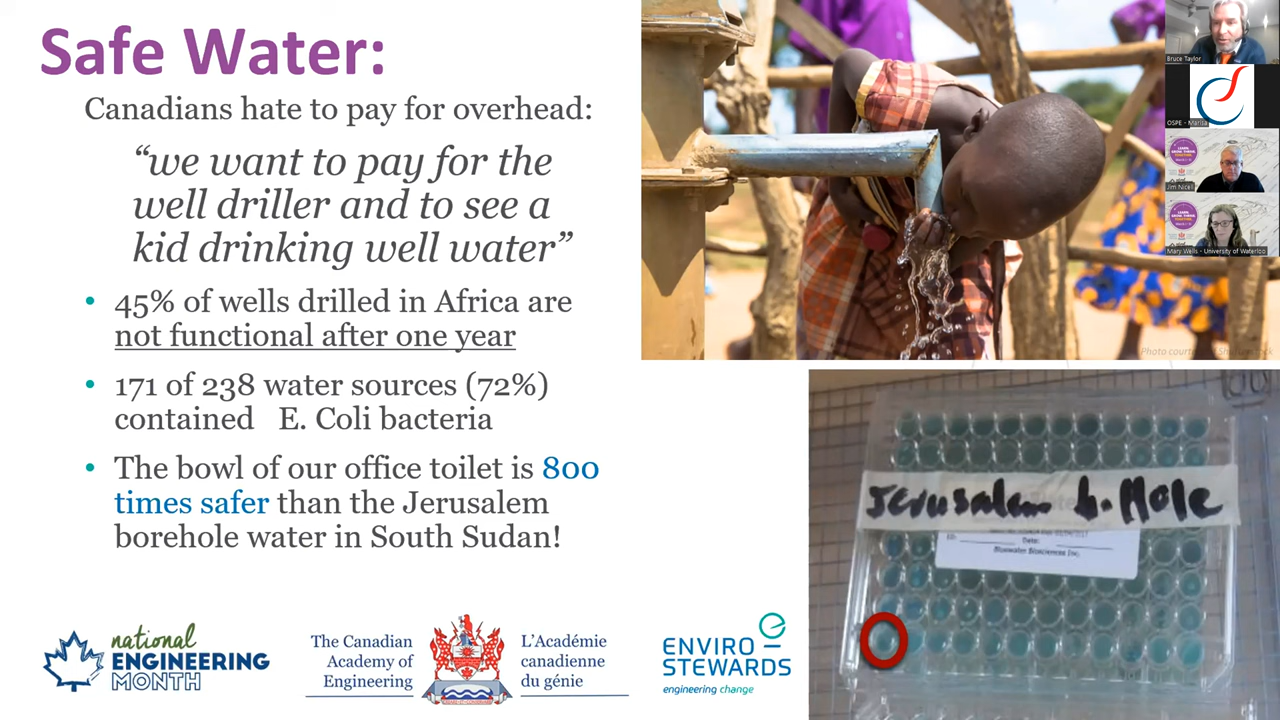 Safe Water:
Canadians hate to pay for overhead:
“we want to pay for the
well driller and to see a
kid drinking well water”
• 45% of wells drilled in Africa are
not functional after one year
• 171 of 238 water sources (72%)
contained E. Coli bacteria
• The bowl of our office toilet is 800
times safer than the Jerusalem
borehole water in South Sudan!
national
ENGINEERING
MONTH
The Canadian
Academy of
Engineering
L’Académie
canadienne
du génie
ENVIRO
STEWARDS
engineering change
Bruce Taylor
OSPE - Marisa
Jim Nicell
Mary Wells - University of Waterloo
Jerusalem b. Hole
Date:
Bluewater Biosciences Inc.